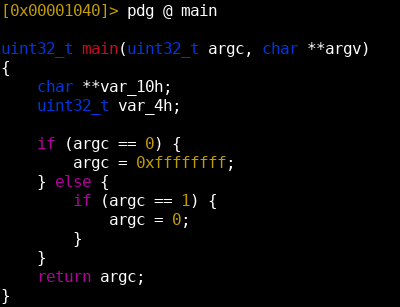 [0x00001040]> pdg @ main

uint32_t main(uint32_t argc, char **argv)
{
    char **var_10h;
    uint32_t var_4h;

    if (argc == 0) {
        argc = 0xffffffff;
    } else {
        if (argc == 1) {
            argc = 0;
        }
    }
    return argc;
}